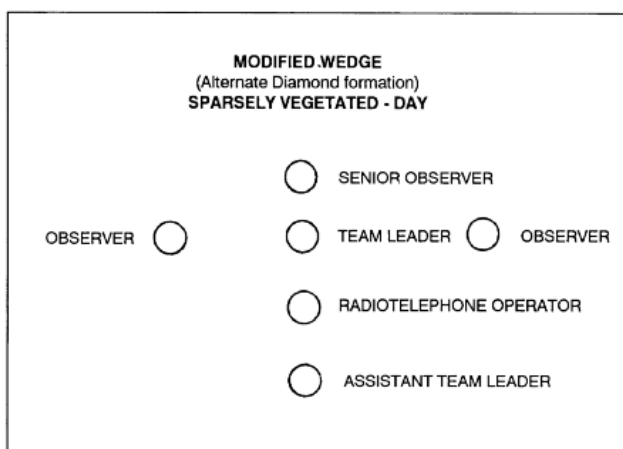 MODIFIED WEDGE
(Alternate Diamond formation)
SPARSELY VEGETATED - DAY
SENIOR OBSERVER
OBSERVER TEAM LEADER OBSERVER
RADIOTELEPHONE OPERATOR
ASSISTANT TEAM LEADER